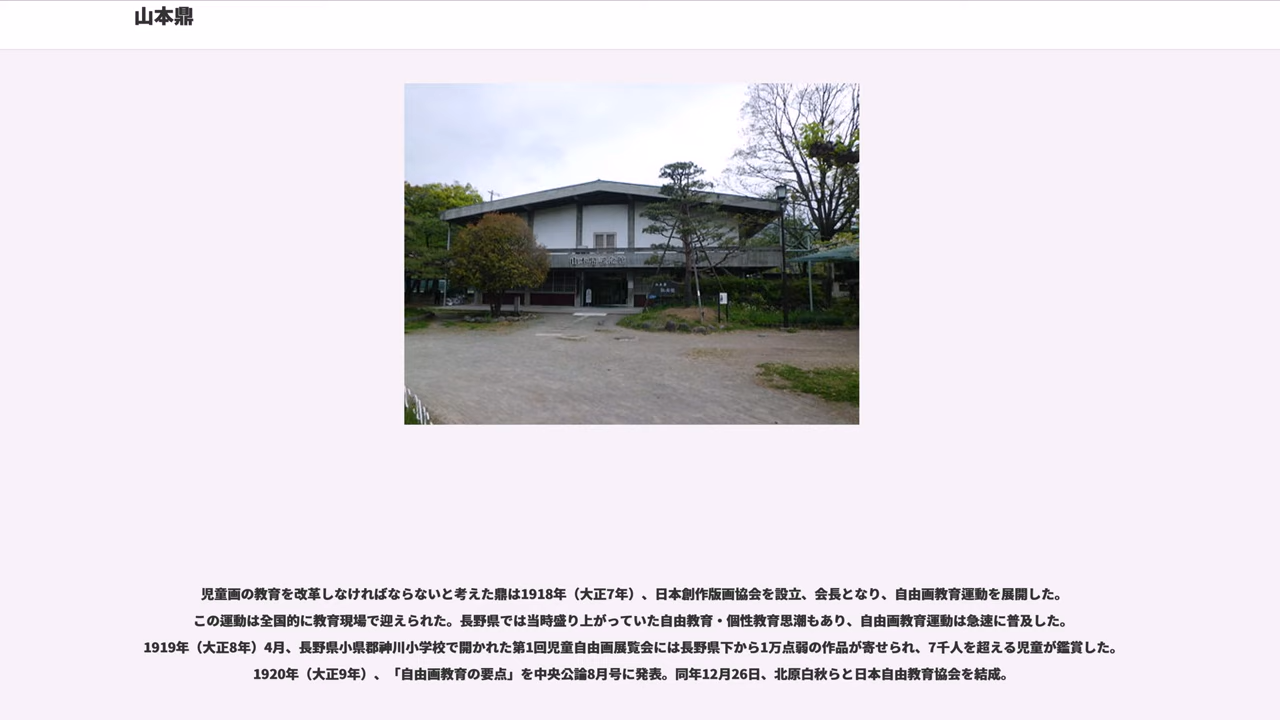 山本鼎
児童画の教育を改革しなければならないと考えた鼎は1918年（大正7年）、日本創作版画協会を設立、会長となり、自由画教育運動を展開した。
この運動は全国的に教育現場で迎えられた。長野県では当時盛り上がっていた自由教育・個性教育思潮もあり、自由画教育運動は急速に普及した。
1919年（大正8年）4月、長野県小県郡神川小学校で開かれた第1回児童自由画展覧会には長野県下から1万点弱の作品が寄せられ、7千人を超える児童が鑑賞した。
1920年（大正9年）、「自由画教育の要点」を中央公論8月号に発表。同年12月26日、北原白秋らと日本自由教育協会を結成。